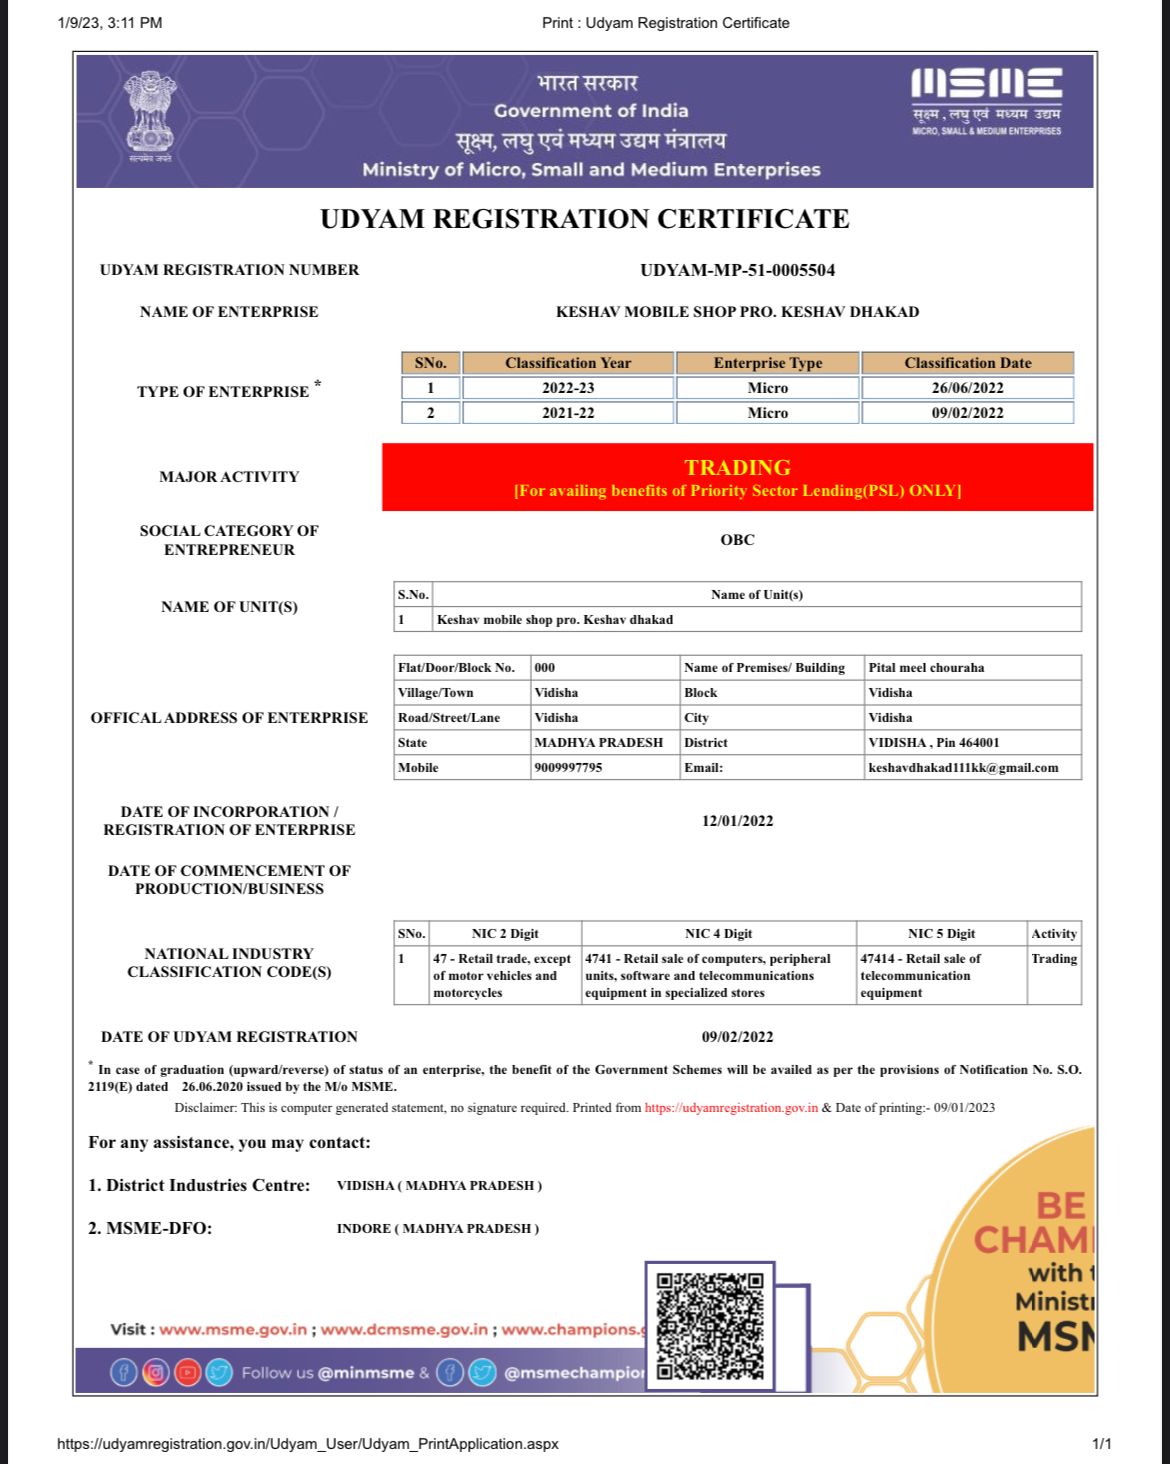 1/9/23, 3:11 PM Print : Udyam Registration Certificate
भारत सरकार
Government of India
सूक्ष्म, लघु एवं मध्यम उद्यम मंत्रालय
Ministry of Micro, Small and Medium Enterprises
सत्यमेव जयते
MSME
सूक्ष्म, लघु एवं मध्यम उद्यम
MICRO, SMALL & MEDIUM ENTERPRISES
UDYAM REGISTRATION CERTIFICATE
UDYAM REGISTRATION NUMBER UDYAM-MP-51-0005504
NAME OF ENTERPRISE KESHAV MOBILE SHOP PRO. KESHAV DHAKAD
TYPE OF ENTERPRISE *
SNo. Classification Year Enterprise Type Classification Date
1 2022-23 Micro 26/06/2022
2 2021-22 Micro 09/02/2022
MAJOR ACTIVITY
TRADING
[For availing benefits of Priority Sector Lending(PSL) ONLY]
SOCIAL CATEGORY OF
ENTREPRENEUR
OBC
NAME OF UNIT(S)
S.No. Name of Unit(s)
1 Keshav mobile shop pro. Keshav dhakad
OFFICAL ADDRESS OF ENTERPRISE
Flat/Door/Block No. 000 Name of Premises/ Building Pital meel chouraha
Village/Town Vidisha Block Vidisha
Road/Street/Lane Vidisha City Vidisha
State MADHYA PRADESH District VIDISHA , Pin 464001
Mobile 9009997795 Email: keshavdhakad111kk@gmail.com
DATE OF INCORPORATION /
REGISTRATION OF ENTERPRISE
12/01/2022
DATE OF COMMENCEMENT OF
PRODUCTION/BUSINESS
NATIONAL INDUSTRY
CLASSIFICATION CODE(S)
SNo. NIC 2 Digit NIC 4 Digit NIC 5 Digit Activity
1 47 - Retail trade, except 4741 - Retail sale of computers, peripheral 47414 - Retail sale of Trading
of motor vehicles and units, software and telecommunications telecommunication
motorcycles equipment in specialized stores equipment
DATE OF UDYAM REGISTRATION 09/02/2022
* In case of graduation (upward/reverse) of status of an enterprise, the benefit of the Government Schemes will be availed as per the provisions of Notification No. S.O.
2119(E) dated 26.06.2020 issued by the M/o MSME.
Disclaimer: This is computer generated statement, no signature required. Printed from https://udyamregistration.gov.in & Date of printing:- 09/01/2023
For any assistance, you may contact:
1. District Industries Centre: VIDISHA ( MADHYA PRADESH )
2. MSME-DFO: INDORE ( MADHYA PRADESH )
BE
CHAM
with t
Minist
MSM
Visit : www.msme.gov.in ; www.dcmsme.gov.in ; www.champions.g
Follow us @minmsme & @msmechampion
https://udyamregistration.gov.in/Udyam_User/Udyam_PrintApplication.aspx 1/1